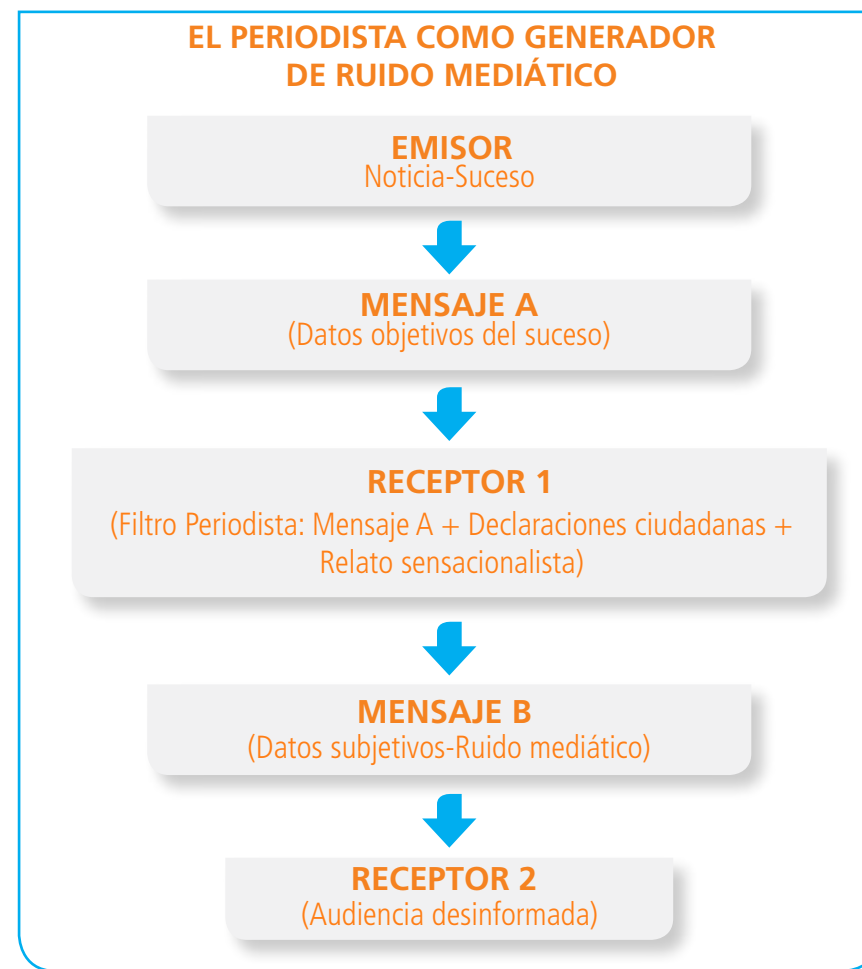 EL PERIODISTA COMO GENERADOR
DE RUIDO MEDIÁTICO
EMISOR
Noticia-Suceso
MENSAJE A
(Datos objetivos del suceso)
RECEPTOR 1
(Filtro Periodista: Mensaje A + Declaraciones ciudadanas +
Relato sensacionalista)
MENSAJE B
(Datos subjetivos-Ruido mediático)
RECEPTOR 2
(Audiencia desinformada)